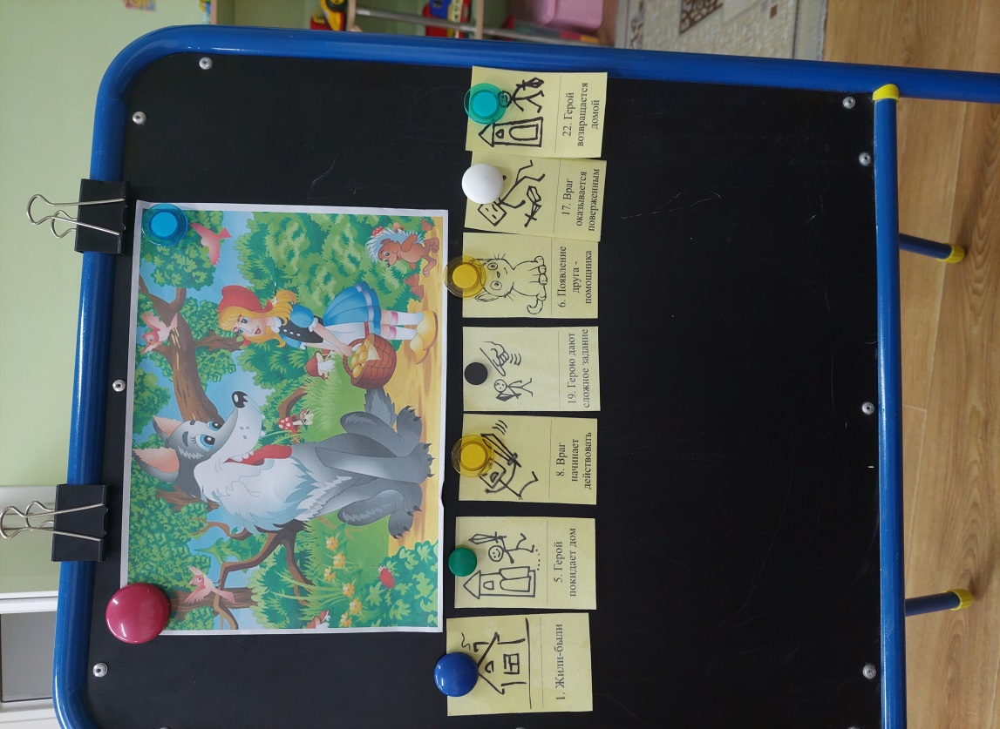 1. Жили-были
5. Герой
покидает дом
8. Враг
начинает
действовать
19. Герою дают
сложное задание
6. Появление
друга -
помощника
17. Враг
оказывается
поверженным
22. Герой
возвращается
домой